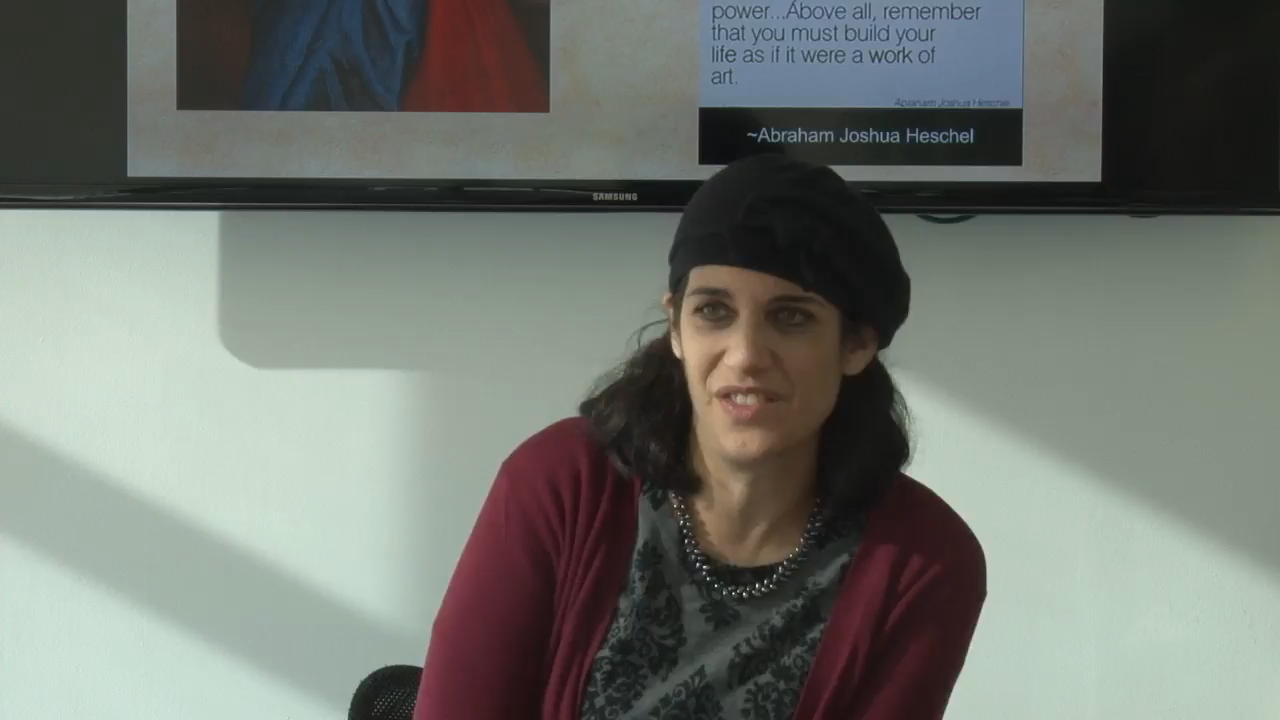 power...Above all, remember
that you must build your
life as if it were a work of
art.
Abraham Joshua Heschel
~Abraham Joshua Heschel
SAMSUNG